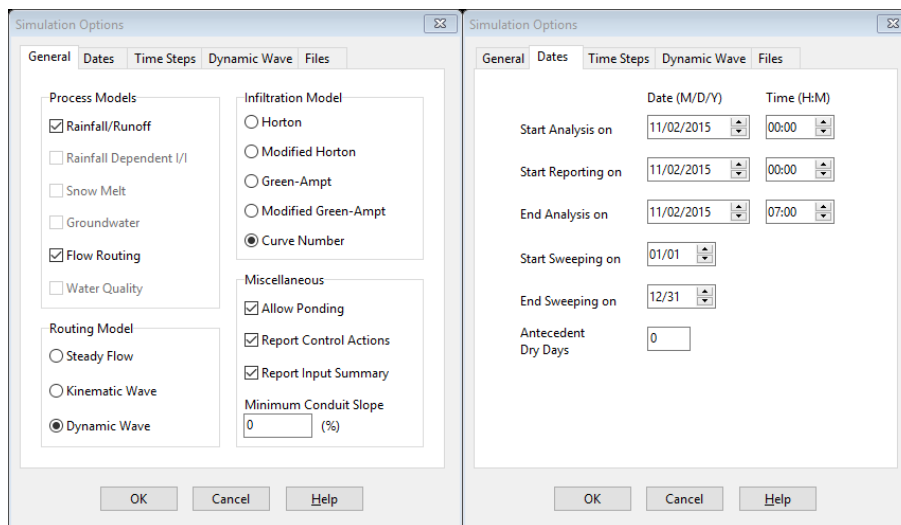 Simulation Options
General Dates Time Steps Dynamic Wave Files
Process Models
Rainfall/Runoff
Rainfall Dependent I/I
Snow Melt
Groundwater
Flow Routing
Water Quality
Routing Model
Steady Flow
Kinematic Wave
Dynamic Wave
Infiltration Model
Horton
Modified Horton
Green-Ampt
Modified Green-Ampt
Curve Number
Miscellaneous
Allow Ponding
Report Control Actions
Report Input Summary
Minimum Conduit Slope
0 (%)
OK Cancel Help
Simulation Options
General Dates Time Steps Dynamic Wave Files
Date (M/D/Y) Time (H:M)
Start Analysis on 11/02/2015 00:00
Start Reporting on 11/02/2015 00:00
End Analysis on 11/02/2015 07:00
Start Sweeping on 01/01
End Sweeping on 12/31
Antecedent
Dry Days 0
OK Cancel Help